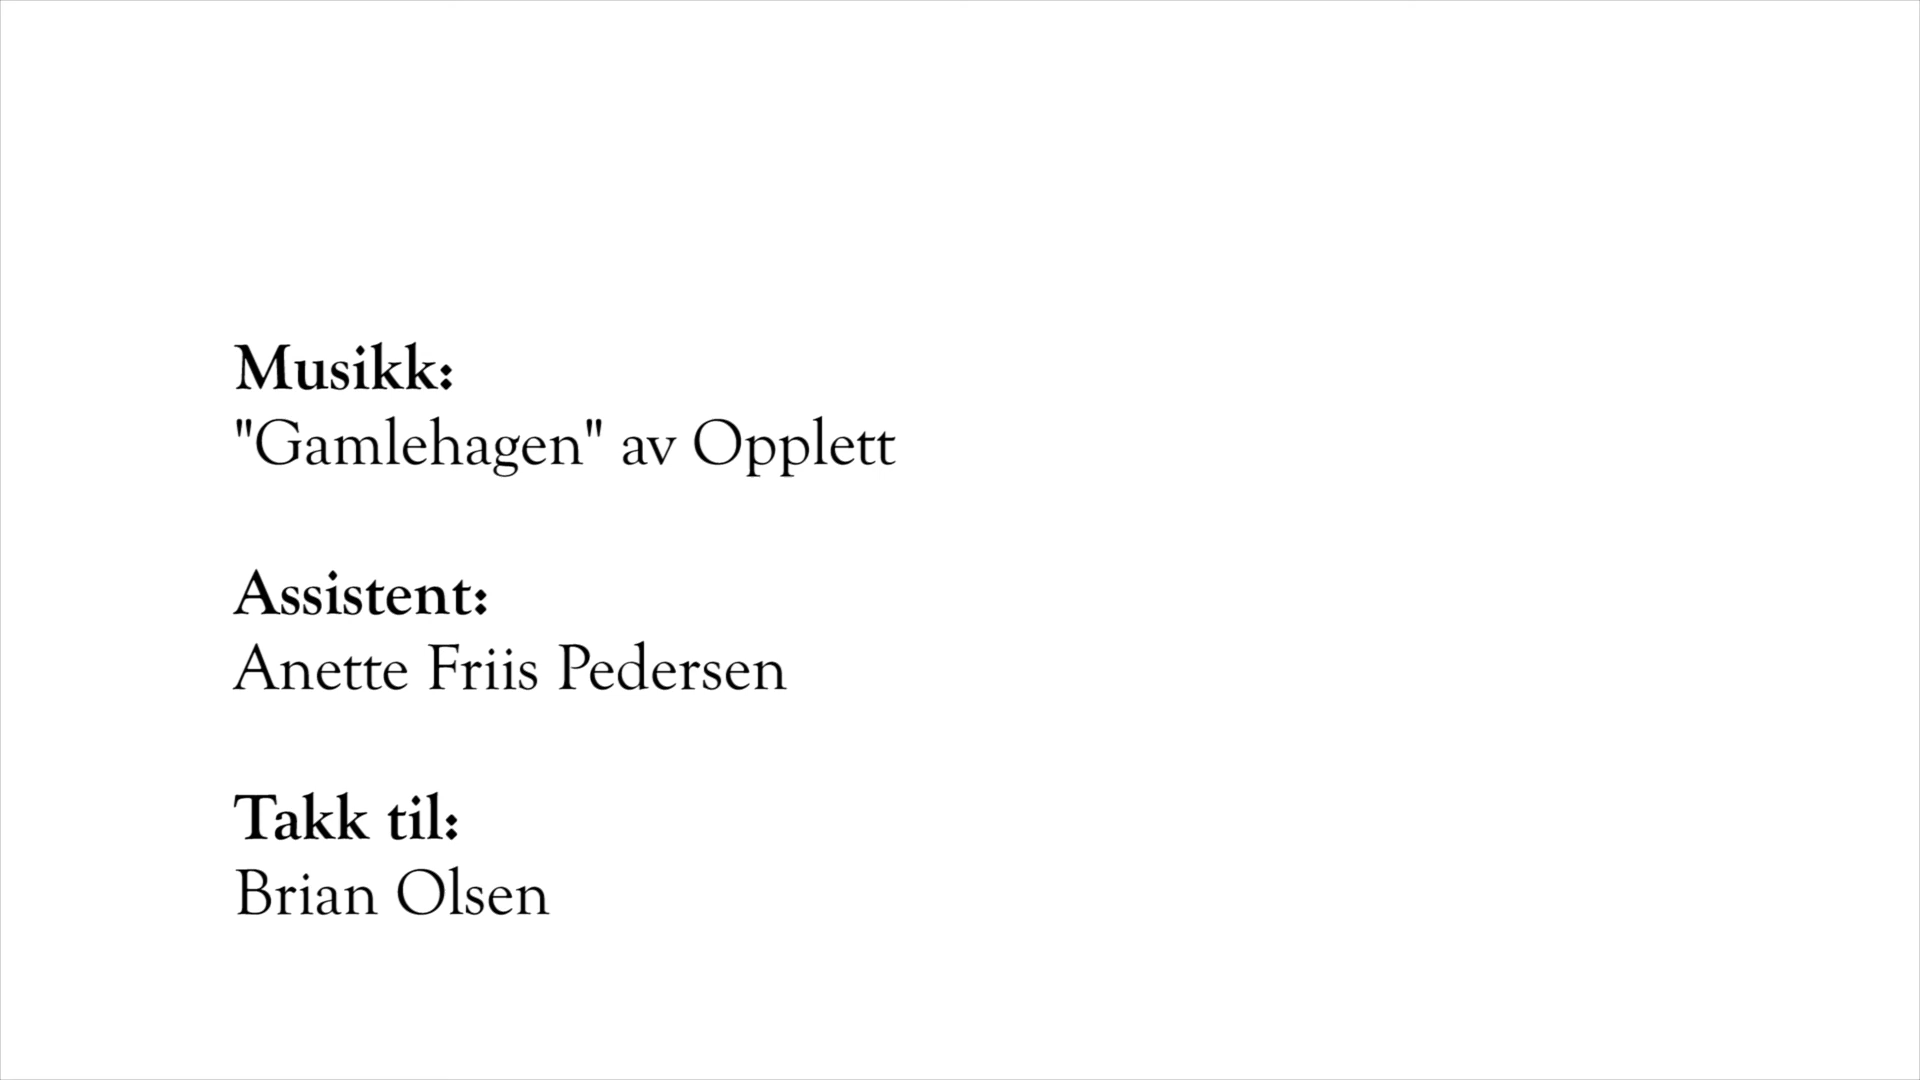 Musikk:
"Gamlehagen" av Opplett
Assistent:
Anette Friis Pedersen
Takk til:
Brian Olsen